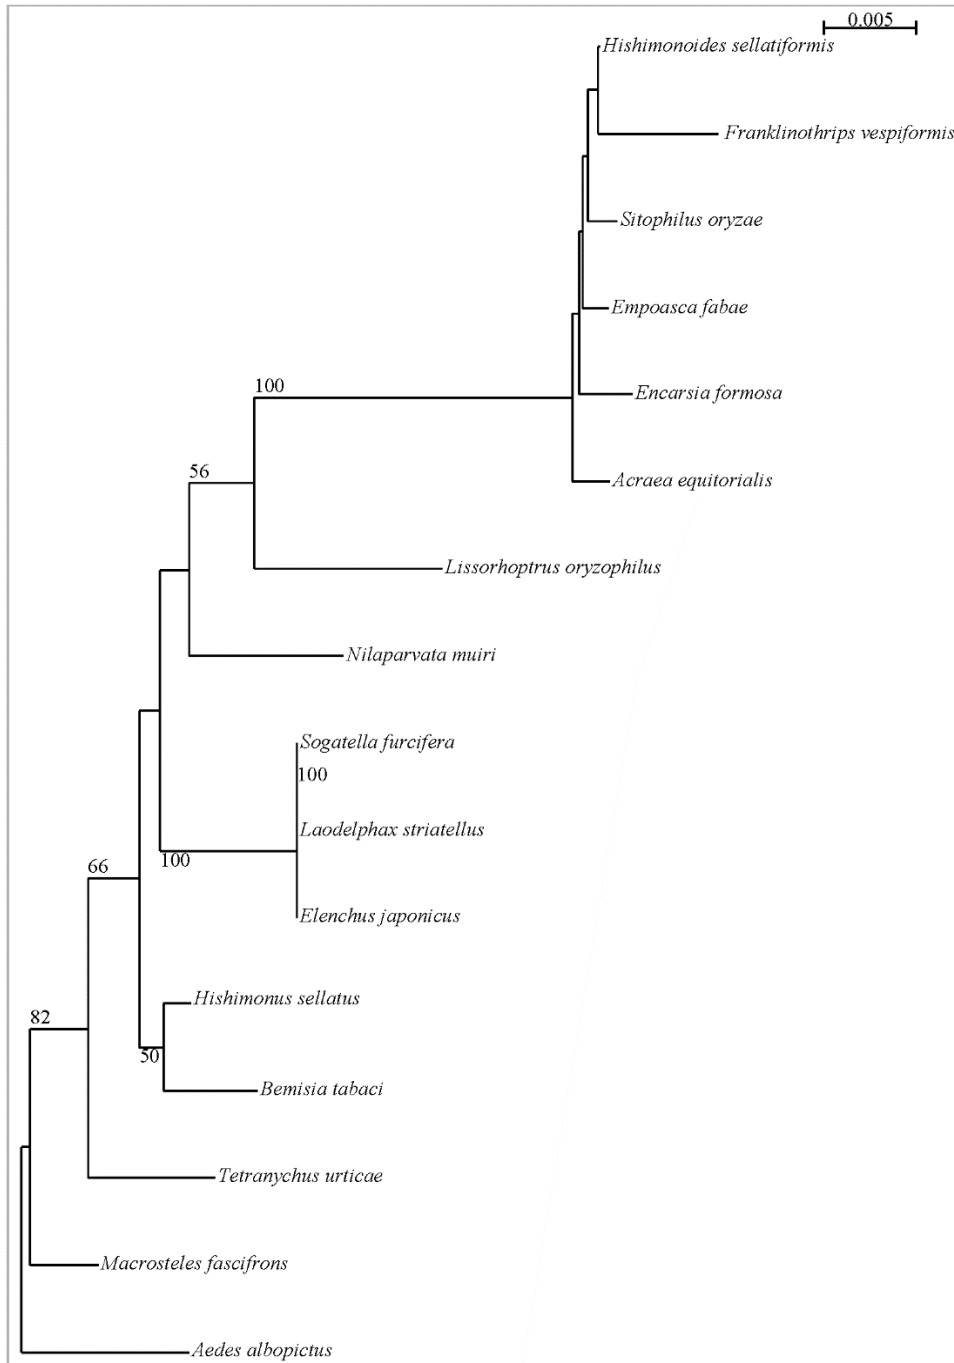 0.005
Hishimonoides sellatiformis
Franklinothrips vespiformis
Sitophilus oryzae
Empoasca fabae
100
Encarsia formosa
56
Acraea equitorialis
Lissorhoptrus oryzophilus
Nilaparvata muiri
Sogatella furcifera
100
Laodelphax striatellus
100
66
Elenchus japonicus
Hishimonus sellatus
82
50
Bemisia tabaci
Tetranychus urticae
Macrosteles fascifrons
Aedes albopictus